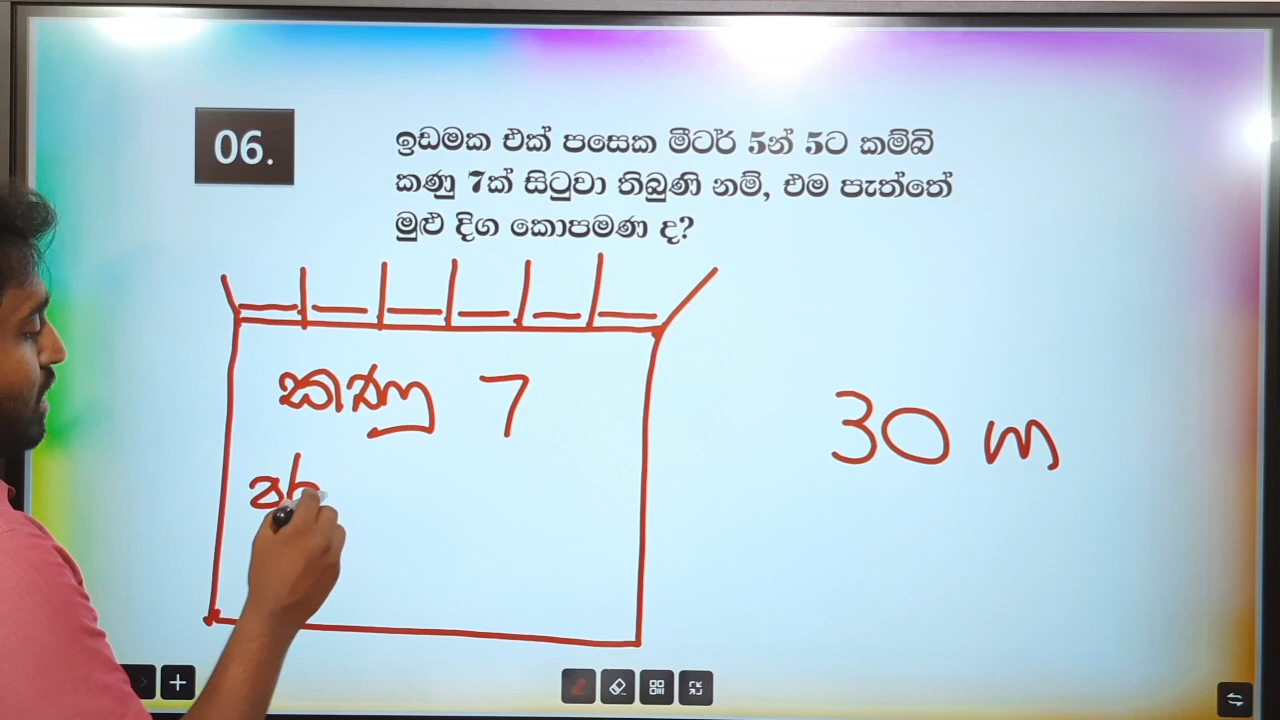 06.
ඉඩමක එක් පසෙක මීටර් 5න් 5ට කම්බි
කණු 7ක් සිටුවා තිබුණි නම්, එම පැත්තේ
මුළු දිග කොපමණ ද?
කණු 7
30 m